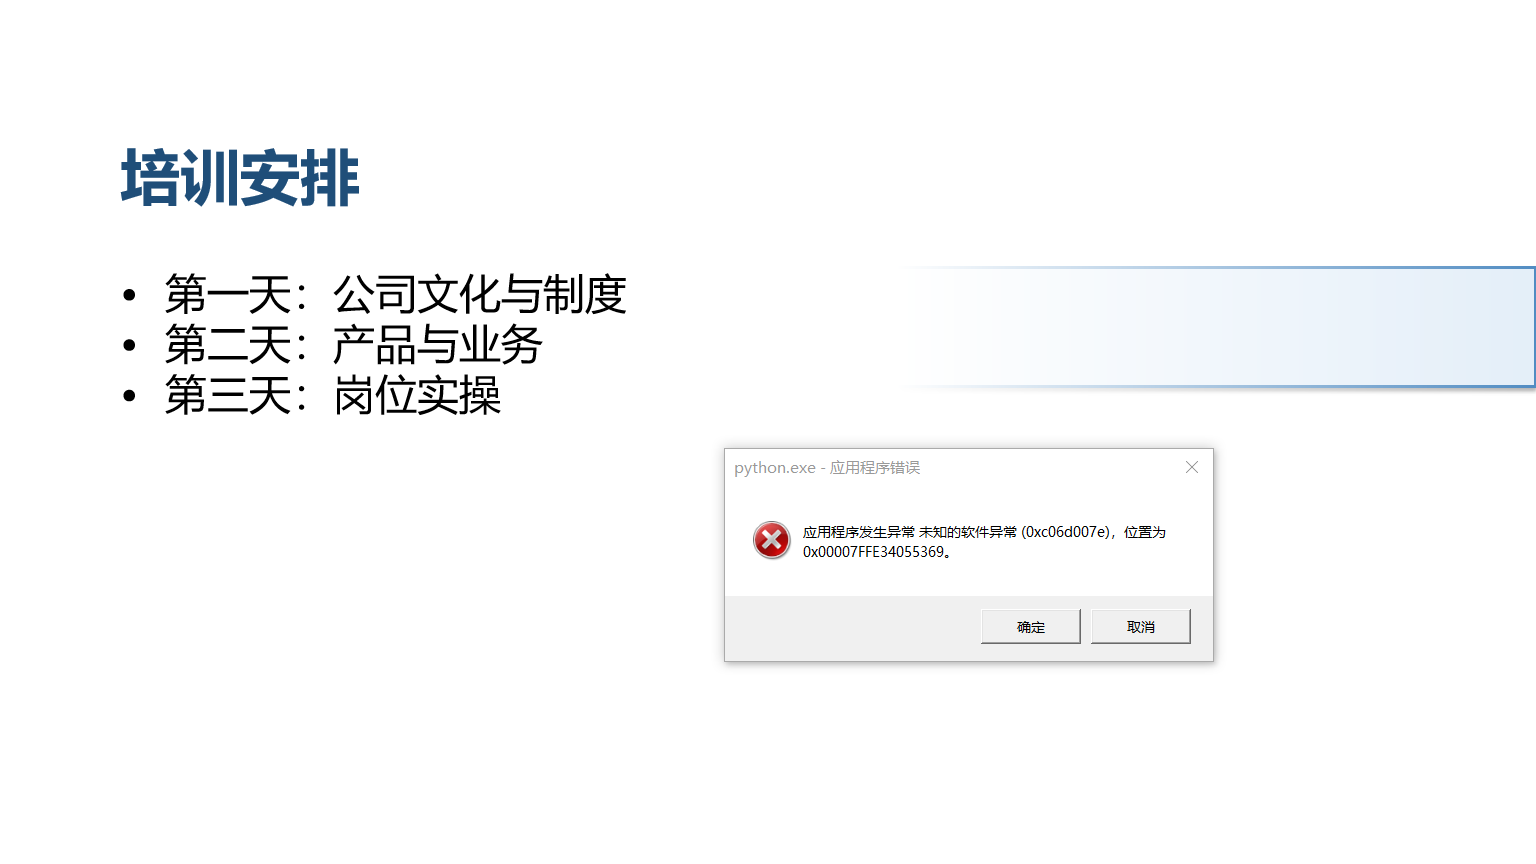 培训安排
• 第一天：公司文化与制度
• 第二天：产品与业务
• 第三天：岗位实操
python.exe - 应用程序错误
应用程序发生异常 未知的软件异常 (0xc06d007e)，位置为
0x00007FFE34055369。
确定
取消